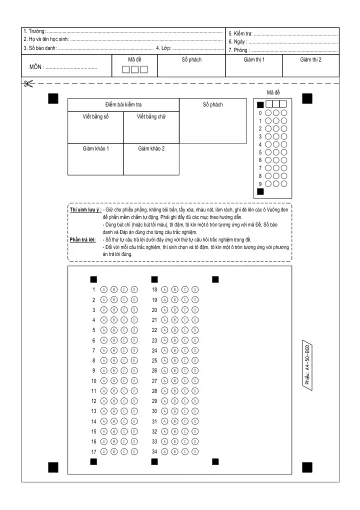 1. Trường: ....................
2. Họ và tên học sinh: ....................
3. Số báo danh: .................... 4. Lớp: ....................
5. Kiểm tra: ....................
6. Ngày: ....................
7. Phòng : ....................
MÔN : ....................
Mã đề
Số phách
Giám thị 1
Giám thị 2
Điểm bài kiểm tra
Số phách
Viết bằng số
Viết bằng chữ
Giám khảo 1
Giám khảo 2
Mã đề
0
1
2
3
4
5
6
7
8
9
Thí sinh lưu ý : - Giữ cho phiếu phẳng, không bôi bẩn, tẩy xóa, nhàu nát, làm rách, ghi đè lên các ô Vuông đen
để phần mềm chấm tự động. Phải ghi đầy đủ các mục theo hướng dẫn.
- Dùng bút chì (hoặc bút tối màu), tô đậm, tô kín một ô tròn tương ứng với mã Đề, Số báo
danh và Đáp án đúng cho từng câu trắc nghiệm.
Phần trả lời: - Số thứ tự câu trả lời dưới đây ứng với thứ tự câu hỏi trắc nghiệm trong đề.
- Đối với mỗi câu trắc nghiệm, thí sinh chọn và tô đậm, tô kín một ô tròn tương ứng với phương
án trả lời đúng.
1 A B C D 18 A B C D
2 A B C D 19 A B C D
3 A B C D 20 A B C D
4 A B C D 21 A B C D
5 A B C D 22 A B C D
6 A B C D 23 A B C D
7 A B C D 24 A B C D
8 A B C D 25 A B C D
9 A B C D 26 A B C D
10 A B C D 27 A B C D
11 A B C D 28 A B C D
12 A B C D 29 A B C D
13 A B C D 30 A B C D
14 A B C D 31 A B C D
15 A B C D 32 A B C D
16 A B C D 33 A B C D
17 A B C D 34 A B C D